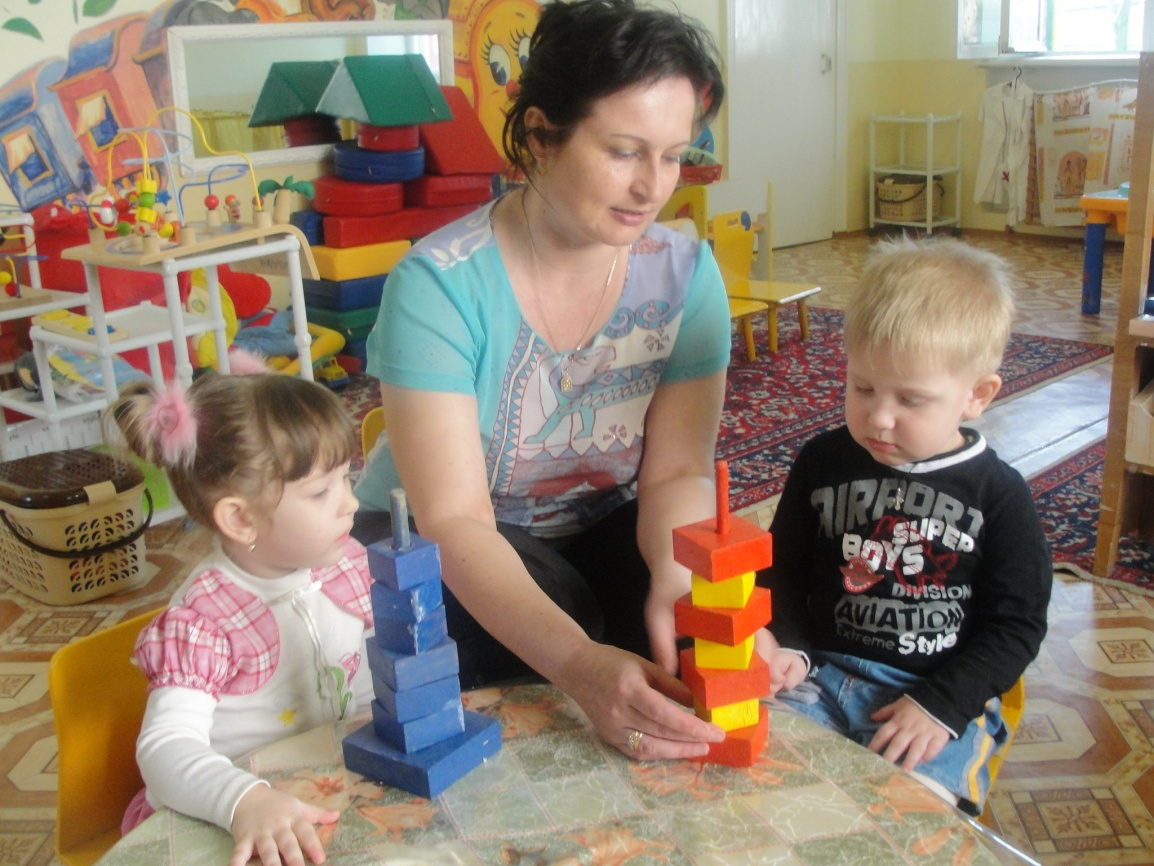 AIRPORT
SUPER
BOYS
DIVISION
AVIATION
Extreme Style